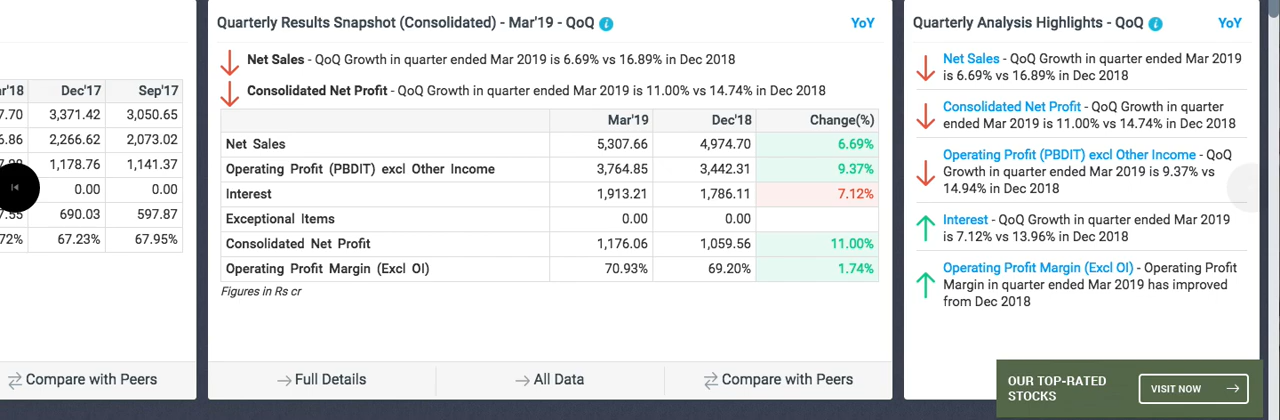 r'18 Dec'17 Sep'17
7.70 3,371.42 3,050.65
6.86 2,266.62 2,073.02
1,178.76 1,141.37
0.00 0.00
7.55 690.03 597.87
72% 67.23% 67.95%
Compare with Peers
Quarterly Results Snapshot (Consolidated) - Mar'19 - QoQ i YoY
Net Sales - QoQ Growth in quarter ended Mar 2019 is 6.69% vs 16.89% in Dec 2018
Consolidated Net Profit - QoQ Growth in quarter ended Mar 2019 is 11.00% vs 14.74% in Dec 2018
Mar'19 Dec'18 Change(%)
Net Sales 5,307.66 4,974.70 6.69%
Operating Profit (PBDIT) excl Other Income 3,764.85 3,442.31 9.37%
Interest 1,913.21 1,786.11 7.12%
Exceptional Items 0.00 0.00
Consolidated Net Profit 1,176.06 1,059.56 11.00%
Operating Profit Margin (Excl OI) 70.93% 69.20% 1.74%
Figures in Rs cr
Full Details All Data Compare with Peers
Quarterly Analysis Highlights - QoQ i YoY
Net Sales - QoQ Growth in quarter ended Mar 2019
is 6.69% vs 16.89% in Dec 2018
Consolidated Net Profit - QoQ Growth in quarter
ended Mar 2019 is 11.00% vs 14.74% in Dec 2018
Operating Profit (PBDIT) excl Other Income - QoQ
Growth in quarter ended Mar 2019 is 9.37% vs
14.94% in Dec 2018
Interest - QoQ Growth in quarter ended Mar 2019
is 7.12% vs 13.96% in Dec 2018
Operating Profit Margin (Excl OI) - Operating Profit
Margin in quarter ended Mar 2019 has improved
from Dec 2018
OUR TOP-RATED
STOCKS
VISIT NOW